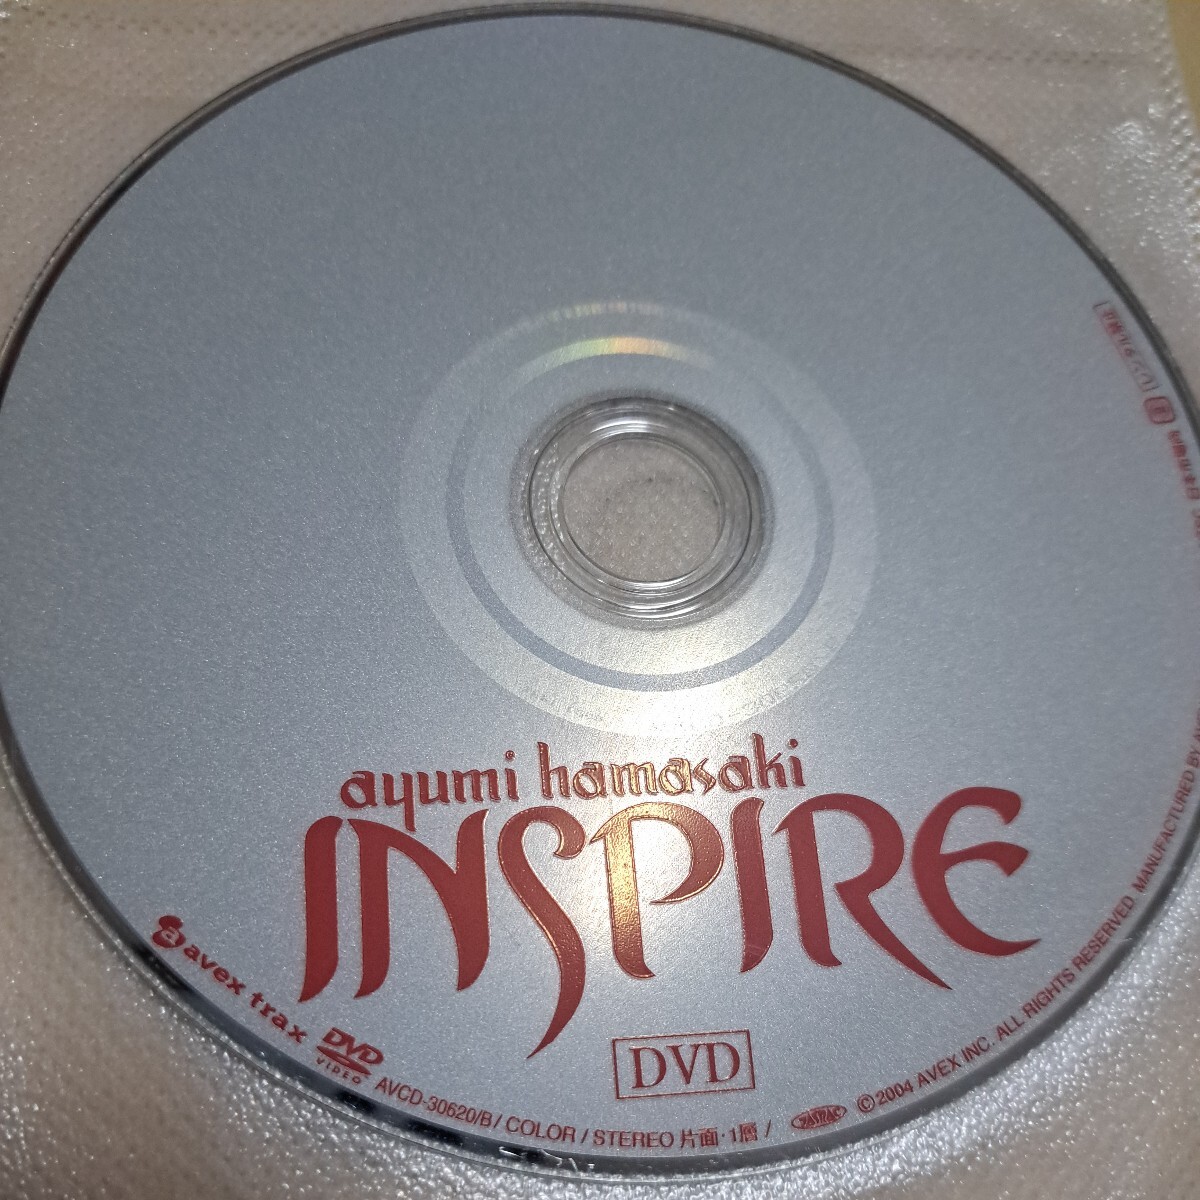 ayumi hamasaki
INSPIRE
DVD
a avex trax
DVD
VIDEO
AVCD-30620/B / COLOR / STEREO 片面・1層 / JASRAC ©2004 AVEX INC. ALL RIGHTS RESERVED MANUFACTURED BY